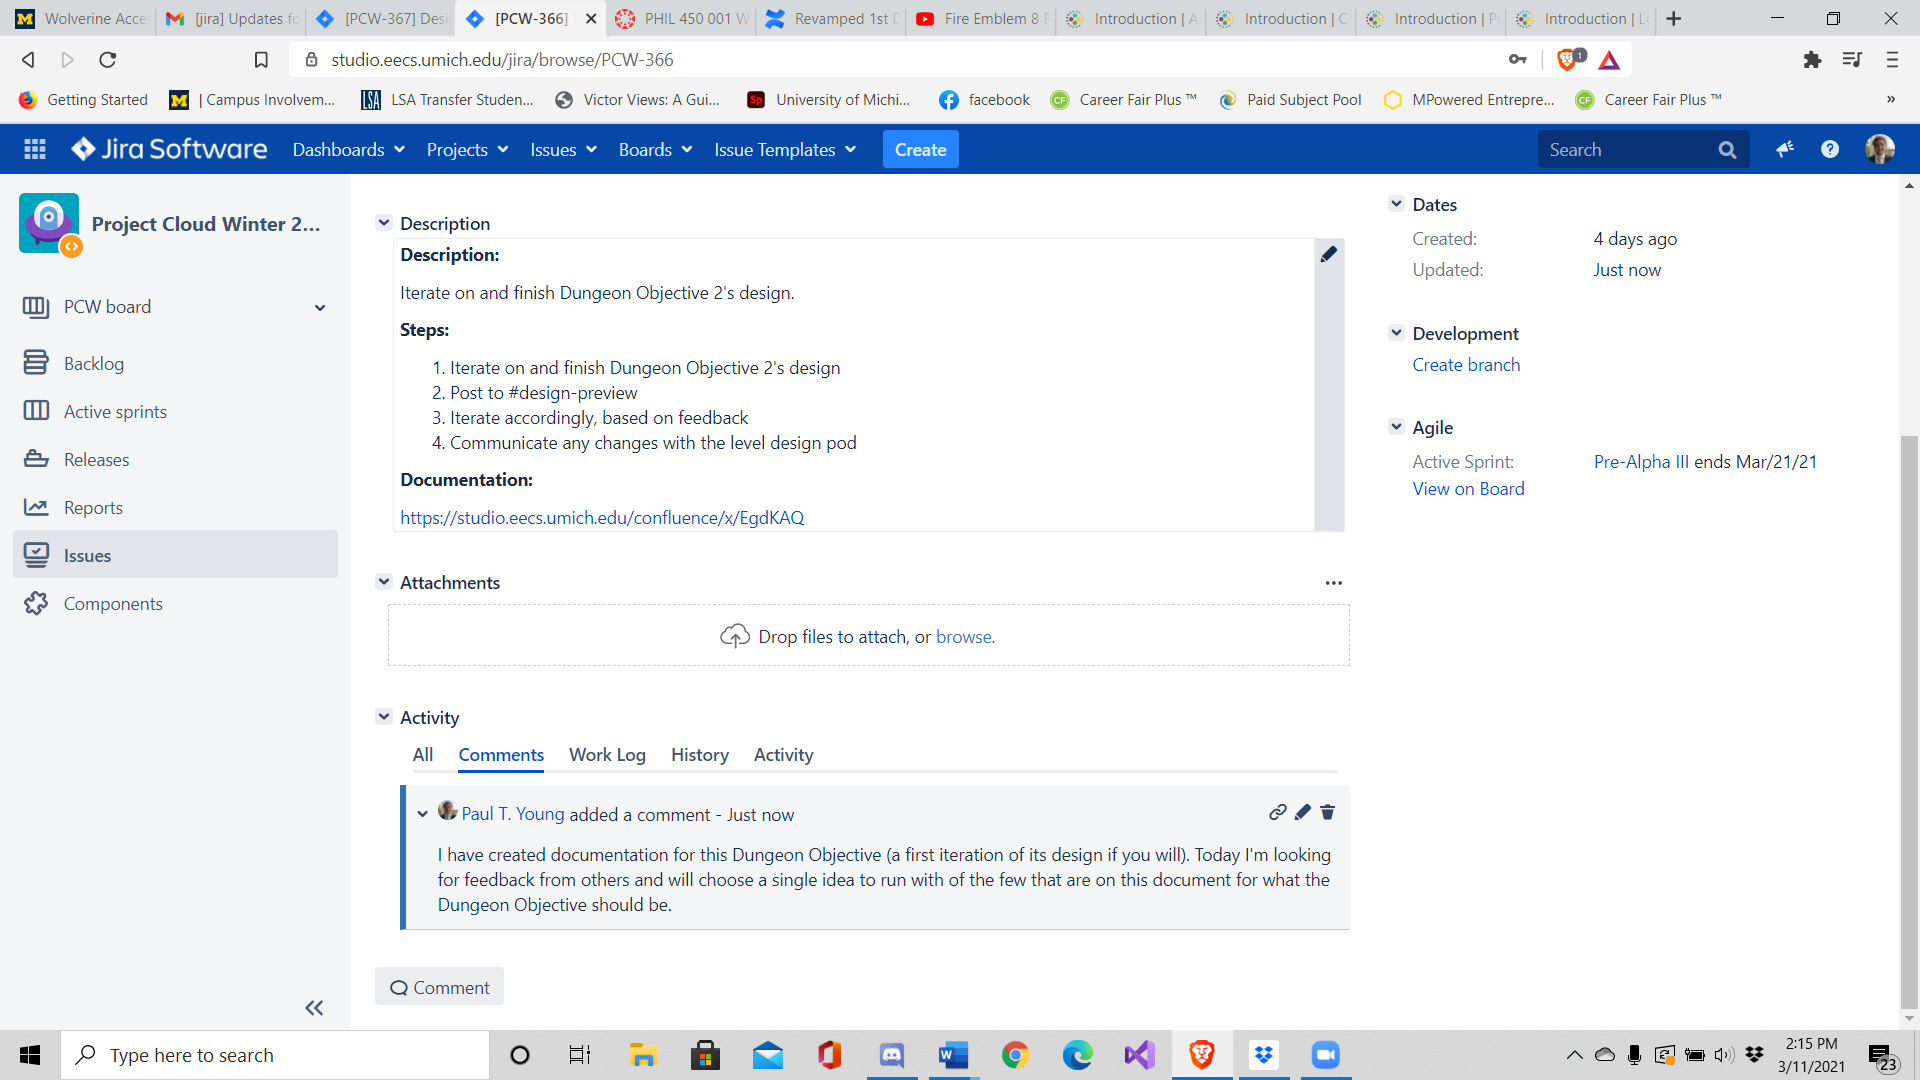 Wolverine Acce
[jira] Updates fo
[PCW-367] Des
[PCW-366]
PHIL 450 001 W
Revamped 1st D
Fire Emblem 8 R
Introduction | A
Introduction | C
Introduction | P
Introduction | Lo
studio.eecs.umich.edu/jira/browse/PCW-366
1
Getting Started
| Campus Involvem...
LSA
LSA Transfer Studen...
Victor Views: A Gui...
Sp
University of Michi...
facebook
CF
Career Fair Plus ™
Paid Subject Pool
MPowered Entrepre...
CF
Career Fair Plus ™
»
Jira Software
Dashboards
Projects
Issues
Boards
Issue Templates
Create
Search
Project Cloud Winter 2...
PCW board
Backlog
Active sprints
Releases
Reports
Issues
Components
Description
Description:
Iterate on and finish Dungeon Objective 2's design.
Steps:
1. Iterate on and finish Dungeon Objective 2's design
2. Post to #design-preview
3. Iterate accordingly, based on feedback
4. Communicate any changes with the level design pod
Documentation:
https://studio.eecs.umich.edu/confluence/x/EgdKAQ
Attachments
Drop files to attach, or browse.
Activity
All
Comments
Work Log
History
Activity
Paul T. Young added a comment - Just now
I have created documentation for this Dungeon Objective (a first iteration of its design if you will). Today I'm looking
for feedback from others and will choose a single idea to run with of the few that are on this document for what the
Dungeon Objective should be.
Comment
Dates
Created: 4 days ago
Updated: Just now
Development
Create branch
Agile
Active Sprint: Pre-Alpha III ends Mar/21/21
View on Board
Type here to search
2:15 PM
3/11/2021
23